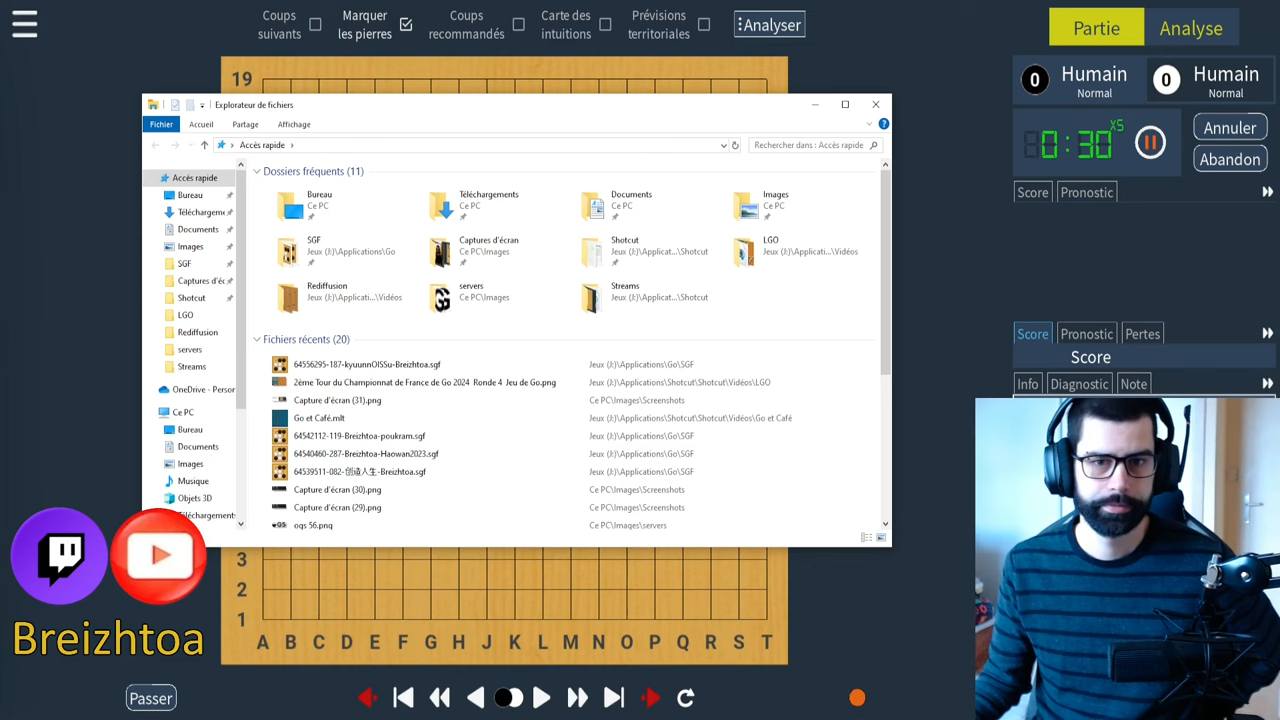 Coups suivants
Marquer les pierres
Coups recommandés
Carte des intuitions
Prévisions territoriales
Analyser
Partie
Analyse
0 Humain Normal
0 Humain Normal
0:30 X5
Annuler
Abandon
Score Pronostic
Score Pronostic Pertes
Score
Info Diagnostic Note
19
Explorateur de fichiers
Fichier Accueil Partage Affichage
Accès rapide
Rechercher dans : Accès rapide
Accès rapide
Bureau
Téléchargeme
Documents
Images
SGF
Captures d'éc
Shotcut
LGO
Rediffusion
servers
Streams
OneDrive - Person
Ce PC
Bureau
Documents
Images
Musique
Objets 3D
Téléchargements
Dossiers fréquents (11)
Bureau
Ce PC
Téléchargements
Ce PC
Documents
Ce PC
Images
Ce PC
SGF
Jeux (J:)\Applications\Go
Captures d'écran
Ce PC\Images
Shotcut
Jeux (J:)\Applicat...\Shotcut
LGO
Jeux (J:)\Applicati...\Vidéos
Rediffusion
Jeux (J:)\Applicati...\Vidéos
servers
Ce PC\Images
Streams
Jeux (J:)\Applicat...\Shotcut
Fichiers récents (20)
64556295-187-kyuunnOISSu-Breizhtoa.sgf Jeux (J:)\Applications\Go\SGF
2ème Tour du Championnat de France de Go 2024 Ronde 4 Jeu de Go.png Jeux (J:)\Applications\Shotcut\Shotcut\Vidéos\LGO
Capture d'écran (31).png Ce PC\Images\Screenshots
Go et Café.mlt Jeux (J:)\Applications\Shotcut\Shotcut\Vidéos\Go et Café
64542112-119-Breizhtoa-poukram.sgf Jeux (J:)\Applications\Go\SGF
64540460-287-Breizhtoa-Haowan2023.sgf Jeux (J:)\Applications\Go\SGF
64539511-082-创造人生-Breizhtoa.sgf Jeux (J:)\Applications\Go\SGF
Capture d'écran (30).png Ce PC\Images\Screenshots
Capture d'écran (29).png Ce PC\Images\Screenshots
ogs 56.png Ce PC\Images\servers
3
2
1
A B C D E F G H J K L M N O P Q R S T
Breizhtoa
Passer